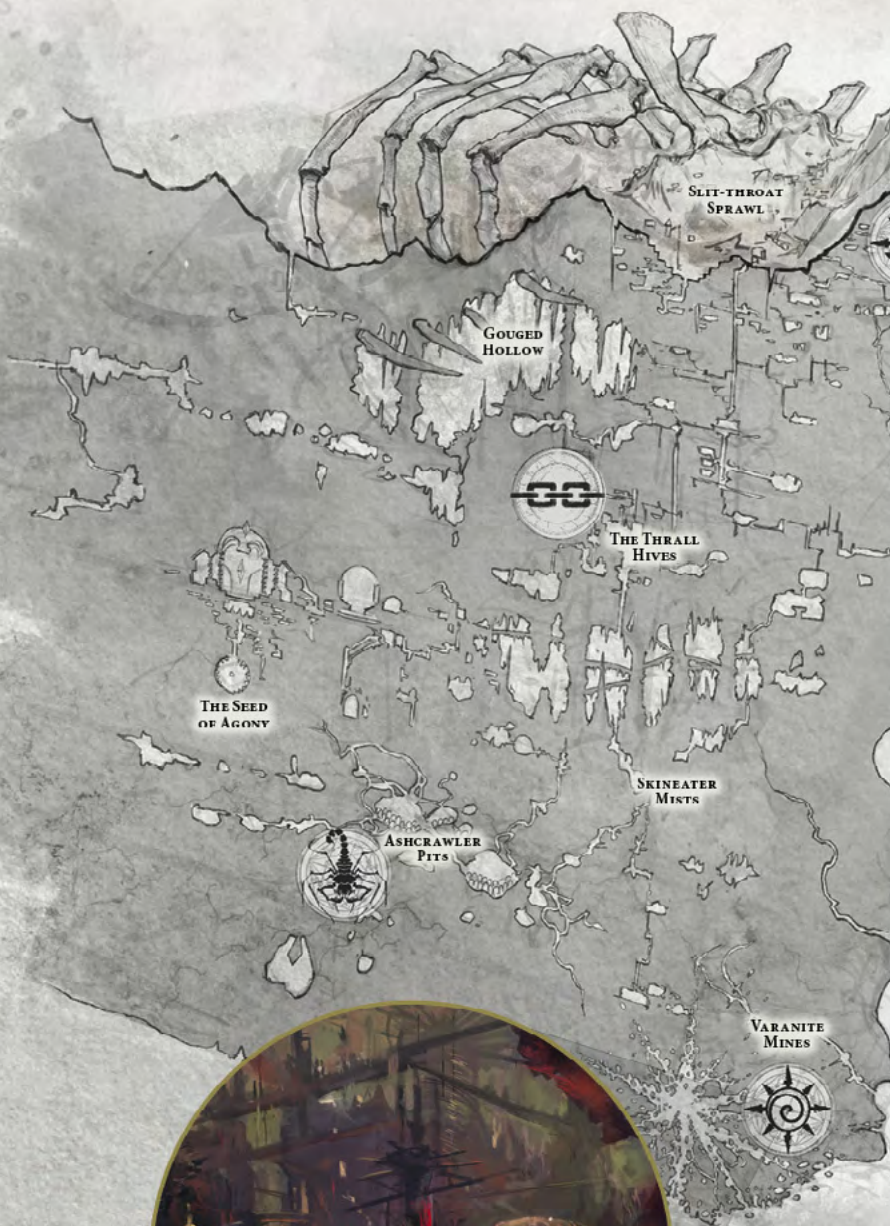 Slit-throat
Sprawl
Gouged
Hollow
The Thrall
Hives
The Seed
of Agony
Skineater
Mists
Ashcrawler
Pits
Varanite
Mines